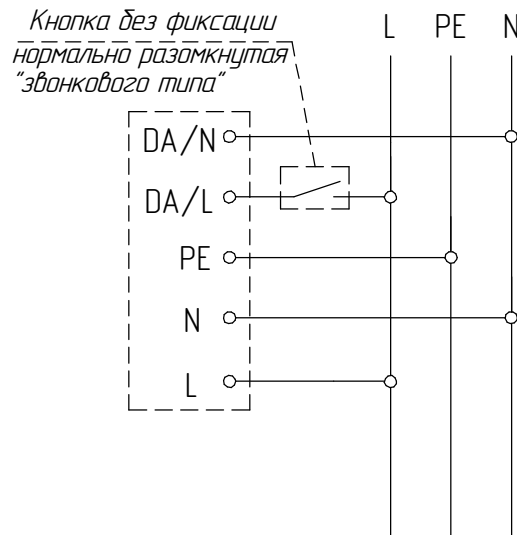 Кнопка без фиксации
нормально разомкнутая
"звонкового типа"
L PE N
DA/N
DA/L
PE
N
L